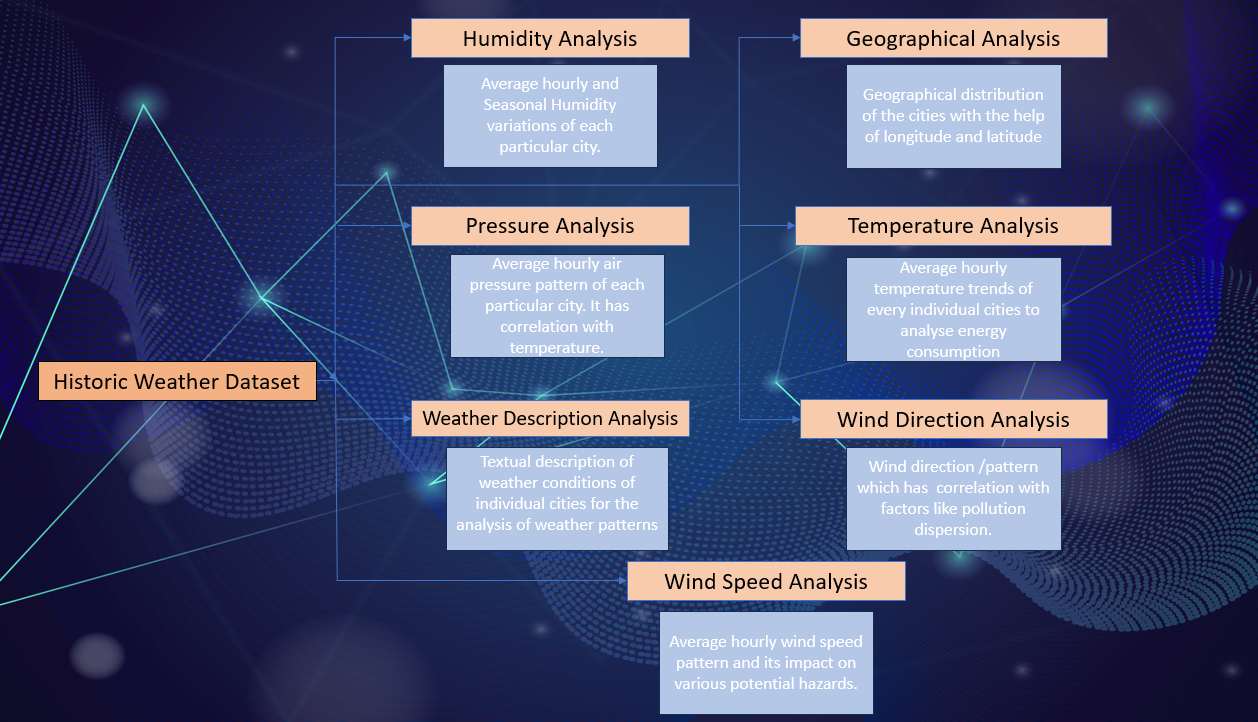 Humidity Analysis
Average hourly and
Seasonal Humidity
variations of each
particular city.
Geographical Analysis
Geographical distribution
of the cities with the help
of longitude and latitude
Pressure Analysis
Average hourly air
pressure pattern of each
particular city. It has
correlation with
temperature.
Temperature Analysis
Average hourly
temperature trends of
every individual cities to
analyse energy
consumption
Historic Weather Dataset
Weather Description Analysis
Textual description of
weather conditions of
individual cities for the
analysis of weather patterns
Wind Direction Analysis
Wind direction /pattern
which has  correlation with
factors like pollution
dispersion.
Wind Speed Analysis
Average hourly wind speed
pattern and its impact on
various potential hazards.